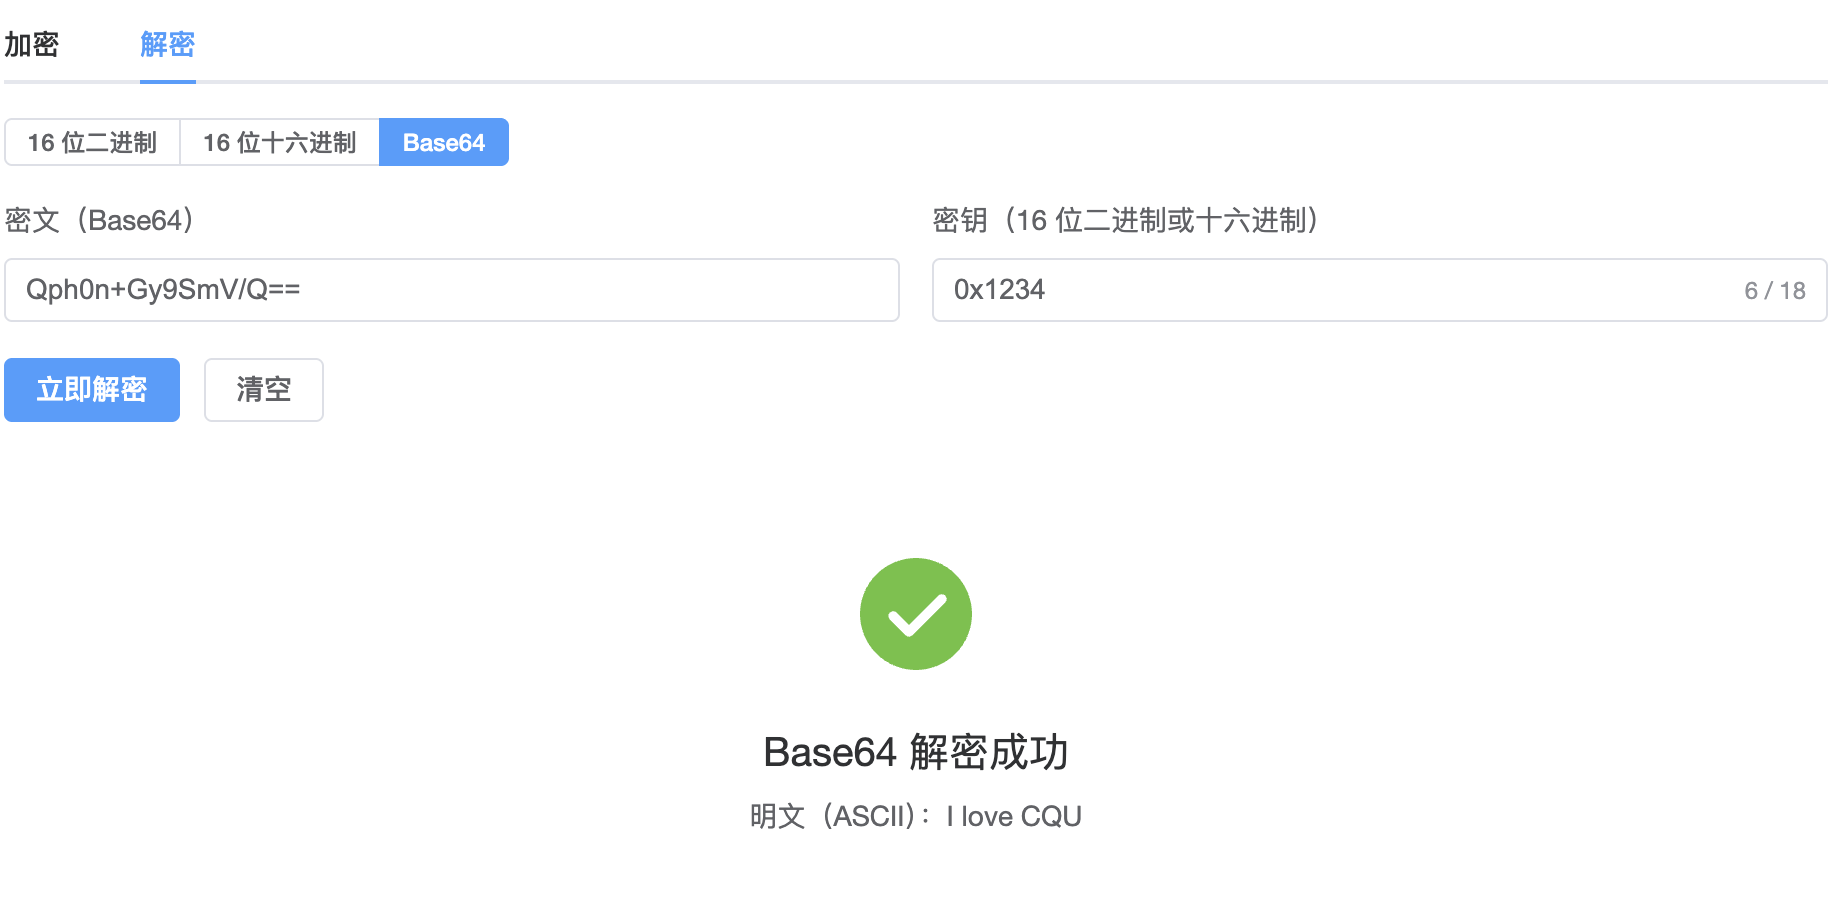 加密 解密
16 位二进制 16 位十六进制 Base64
密文（Base64） 密钥（16 位二进制或十六进制）
Qph0n+Gy9SmV/Q== 0x1234 6 / 18
立即解密 清空
Base64 解密成功
明文（ASCII）：I love CQU